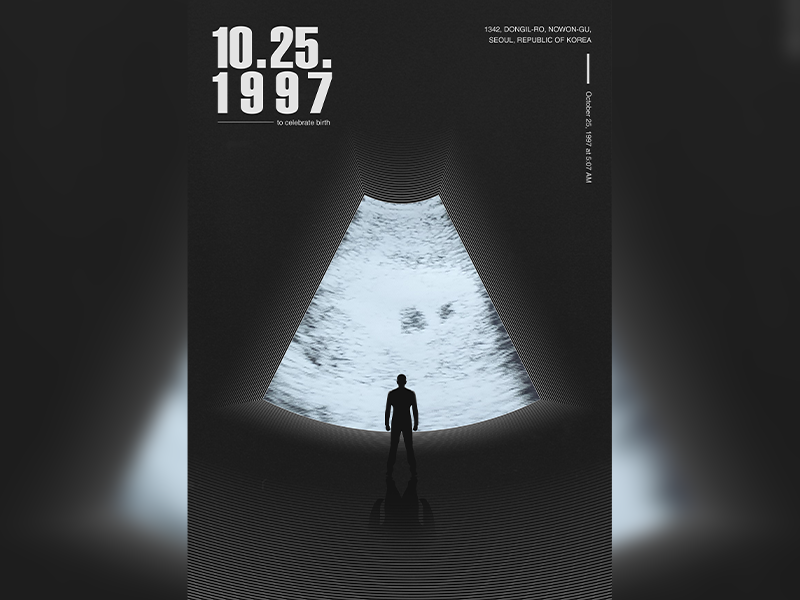 10.25.
1997
to celebrate birth
1342, DONGIL-RO, NOWON-GU,
SEOUL, REPUBLIC OF KOREA
October 25, 1997 at 5:07 AM